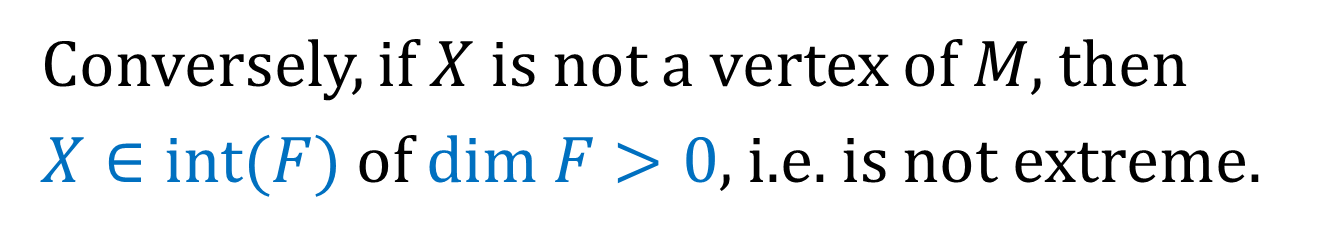 Conversely, if X is not a vertex of M, then
X ∈ int(F) of dim F > 0, i.e. is not extreme.